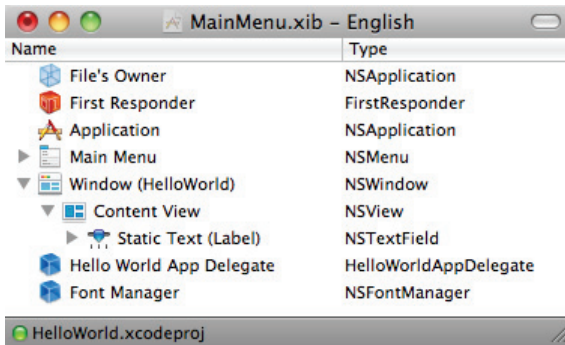 MainMenu.xib – English
Name Type
File's Owner NSApplication
First Responder FirstResponder
Application NSApplication
Main Menu NSMenu
Window (HelloWorld) NSWindow
Content View NSView
Static Text (Label) NSTextField
Hello World App Delegate HelloWorldAppDelegate
Font Manager NSFontManager
HelloWorld.xcodeproj